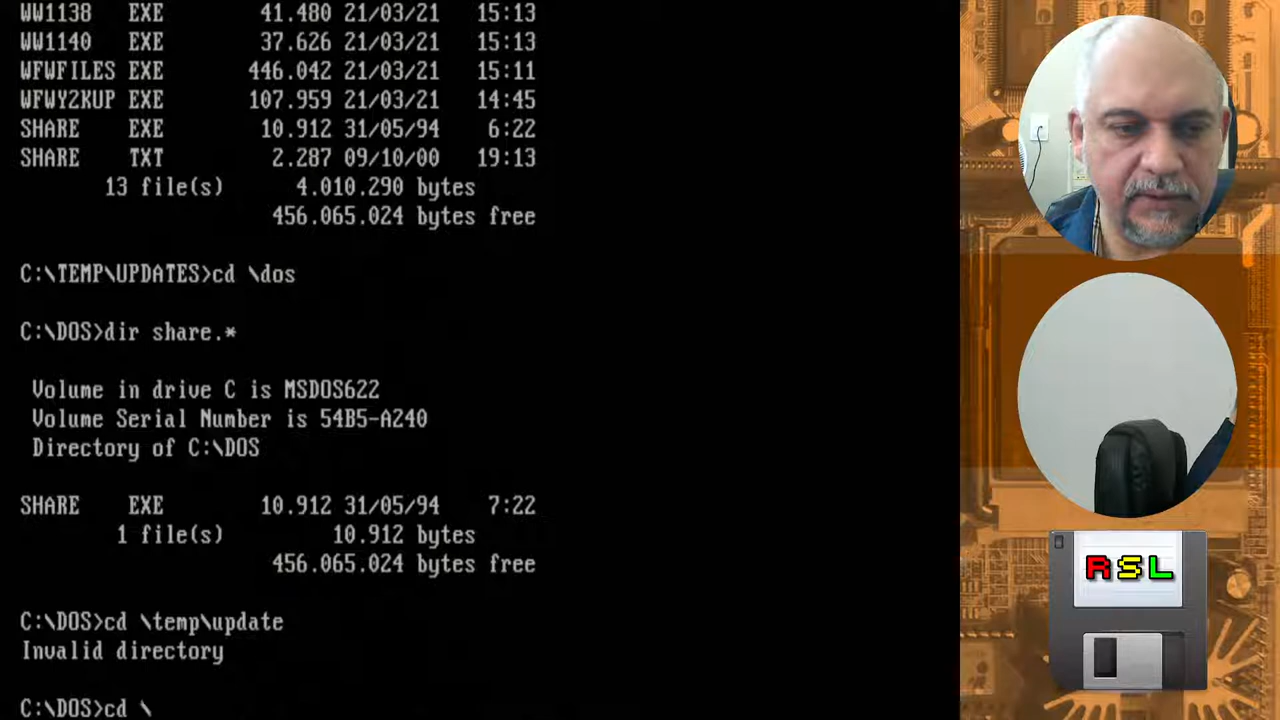 WW1138 EXE 41.480 21/03/21 15:13
WW1140 EXE 37.626 21/03/21 15:13
WFWFILES EXE 446.042 21/03/21 15:11
WFWY2KUP EXE 107.959 21/03/21 14:45
SHARE EXE 10.912 31/05/94 6:22
SHARE TXT 2.287 09/10/00 19:13
13 file(s) 4.010.290 bytes
456.065.024 bytes free
C:\TEMP\UPDATES>cd \dos
C:\DOS>dir share.*
Volume in drive C is MSDOS622
Volume Serial Number is 54B5-A240
Directory of C:\DOS
SHARE EXE 10.912 31/05/94 7:22
1 file(s) 10.912 bytes
456.065.024 bytes free
C:\DOS>cd \temp\update
Invalid directory
C:\DOS>cd \
RSL